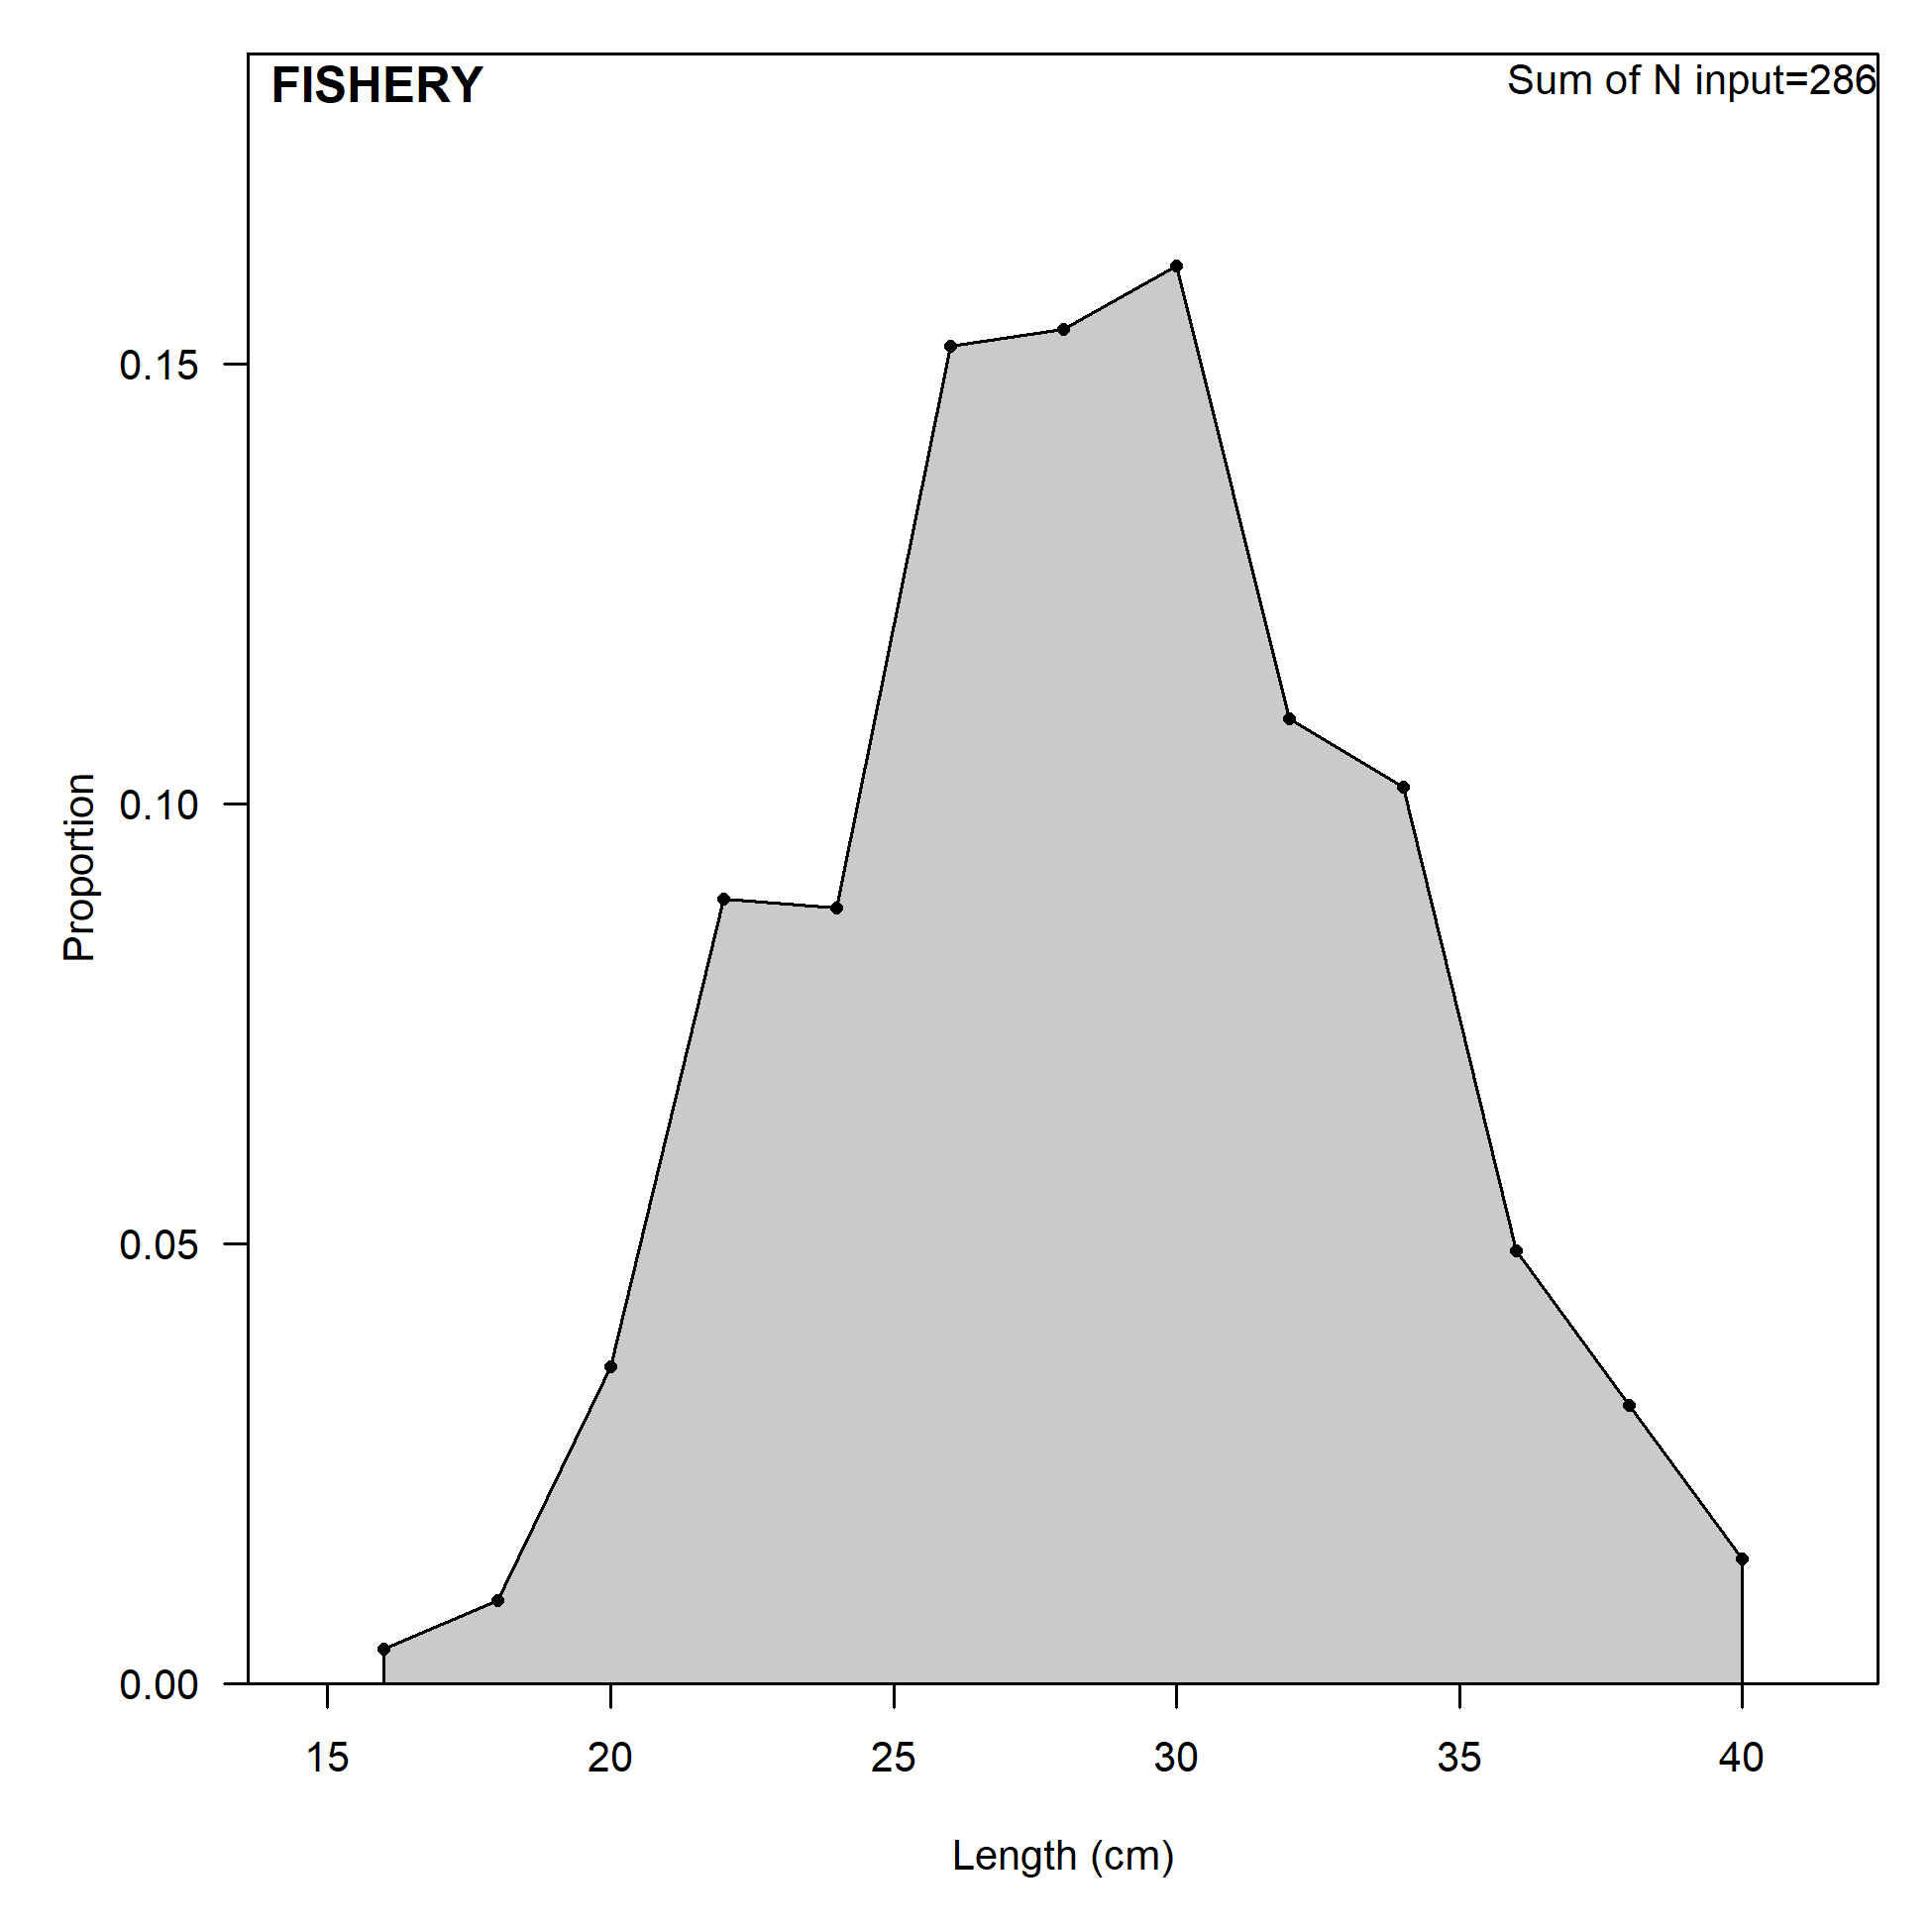 FISHERY
Sum of N input=286
Proportion
0.15
0.10
0.05
0.00
15 20 25 30 35 40
Length (cm)